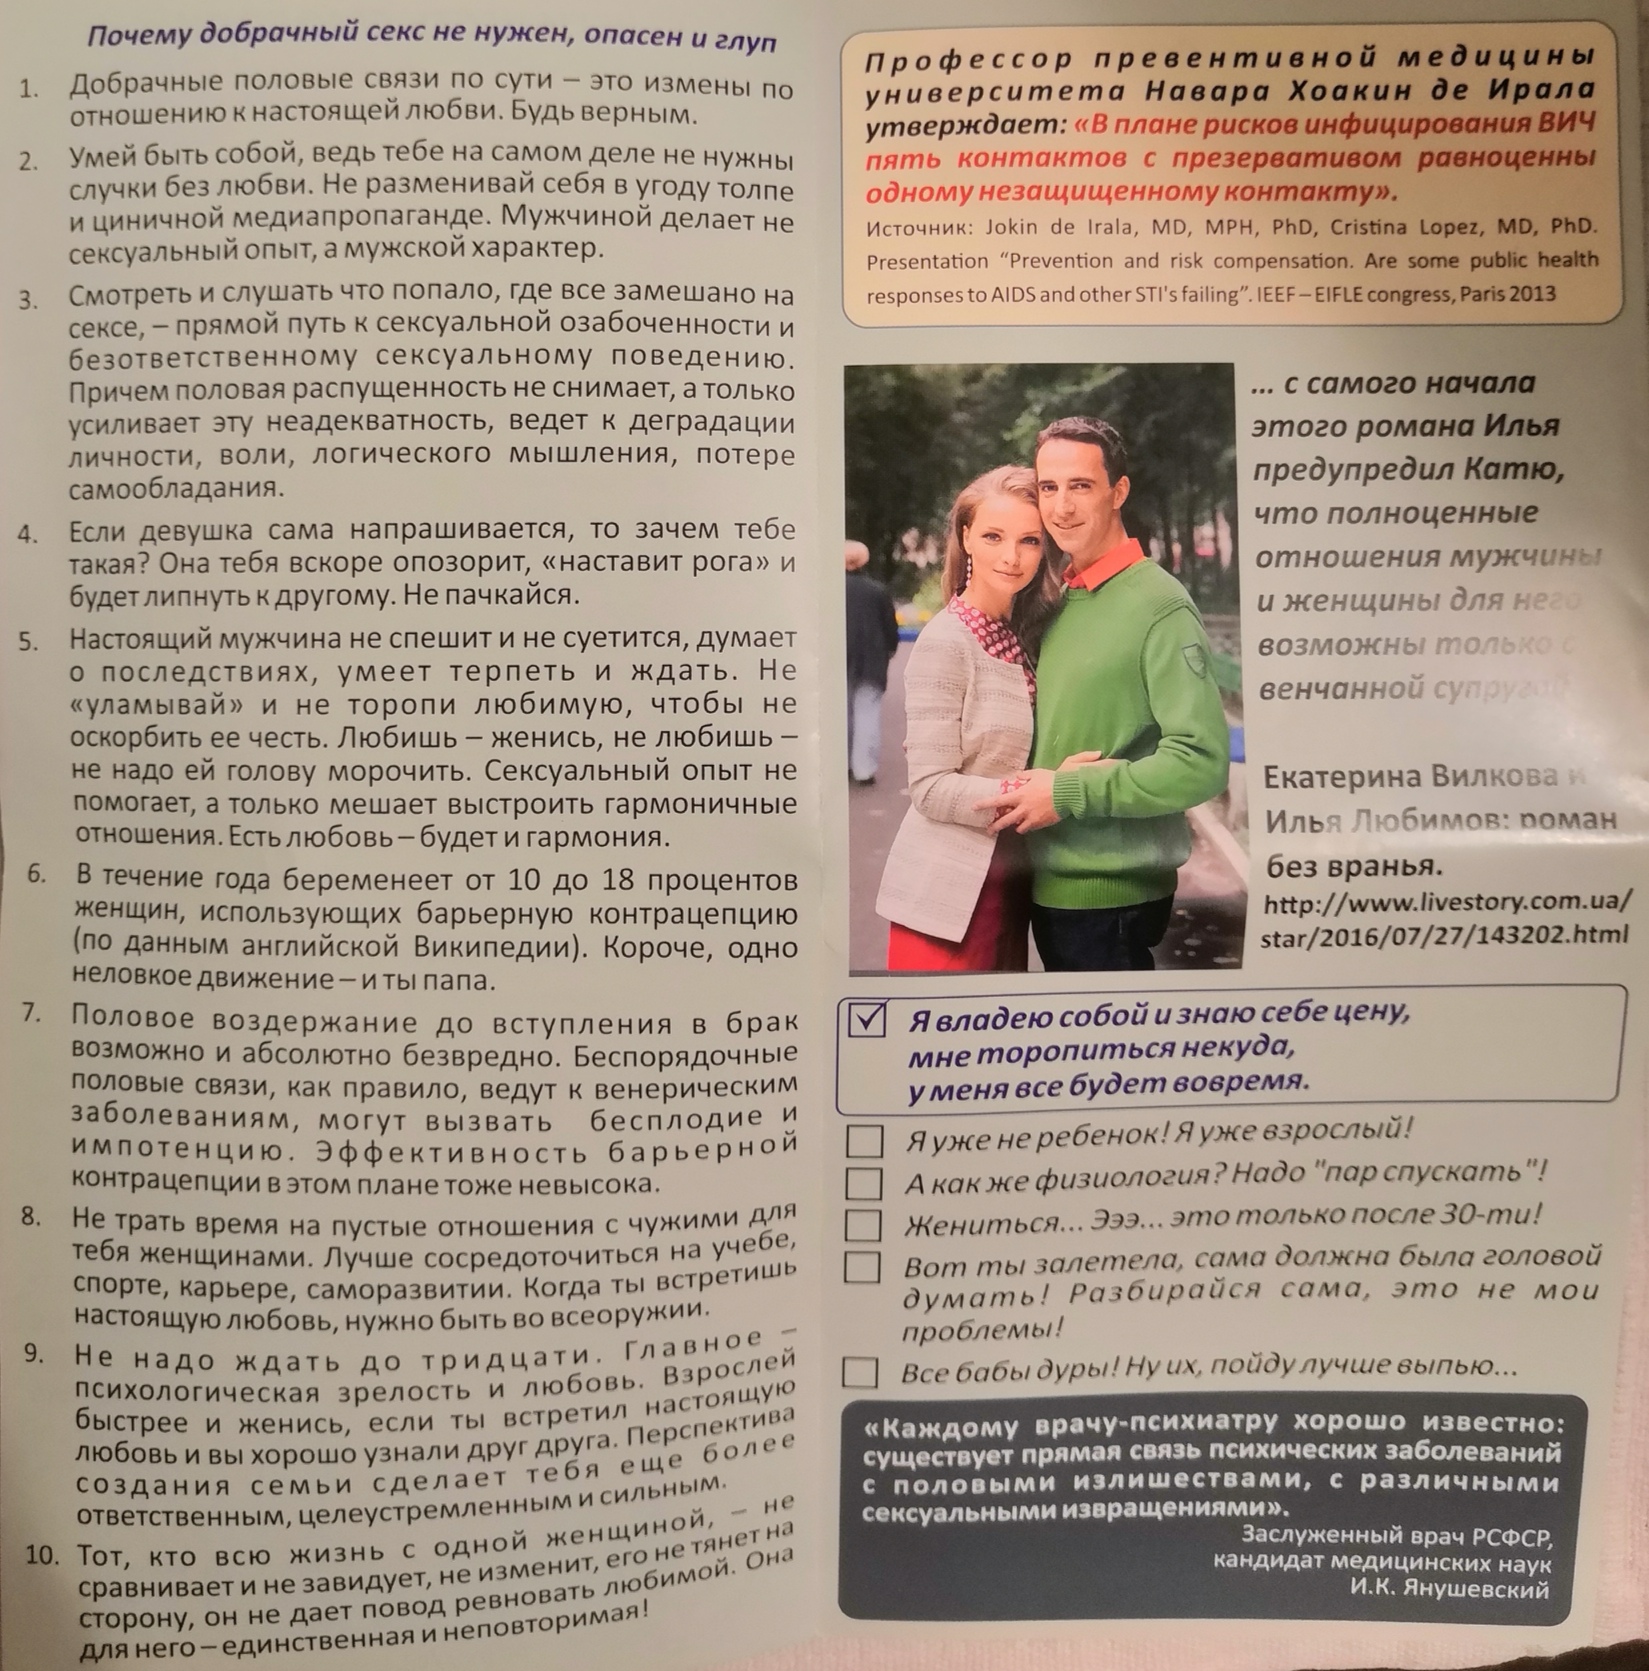 Почему добрачный секс не нужен, опасен и глуп
1. Добрачные половые связи по сути – это измены по
отношению к настоящей любви. Будь верным.
2. Умей быть собой, ведь тебе на самом деле не нужны
случки без любви. Не разменивай себя в угоду толпе
и циничной медиапропаганде. Мужчиной делает не
сексуальный опыт, а мужской характер.
3. Смотреть и слушать что попало, где все замешано на
сексе, – прямой путь к сексуальной озабоченности и
безответственному сексуальному поведению.
Причем половая распущенность не снимает, а только
усиливает эту неадекватность, ведет к деградации
личности, воли, логического мышления, потере
самообладания.
4. Если девушка сама напрашивается, то зачем тебе
такая? Она тебя вскоре опозорит, «наставит рога» и
будет липнуть к другому. Не пачкайся.
5. Настоящий мужчина не спешит и не суетится, думает
о последствиях, умеет терпеть и ждать. Не
«уламывай» и не торопи любимую, чтобы не
оскорбить ее честь. Любишь – женись, не любишь –
не надо ей голову морочить. Сексуальный опыт не
помогает, а только мешает выстроить гармоничные
отношения. Есть любовь – будет и гармония.
6. В течение года беременеет от 10 до 18 процентов
женщин, использующих барьерную контрацепцию
(по данным английской Википедии). Короче, одно
неловкое движение – и ты папа.
7. Половое воздержание до вступления в брак
возможно и абсолютно безвредно. Беспорядочные
половые связи, как правило, ведут к венерическим
заболеваниям, могут вызвать бесплодие и
импотенцию. Эффективность барьерной
контрацепции в этом плане тоже невысока.
8. Не трать время на пустые отношения с чужими для
тебя женщинами. Лучше сосредоточиться на учебе,
спорте, карьере, саморазвитии. Когда ты встретишь
настоящую любовь, нужно быть во всеоружии.
9. Не надо ждать до тридцати. Главное –
психологическая зрелость и любовь. Взрослей
быстрее и женись, если ты встретил настоящую
любовь и вы хорошо узнали друг друга. Перспектива
создания семьи сделает тебя еще более
ответственным, целеустремленным и сильным.
10. Тот, кто всю жизнь с одной женщиной, – не
сравнивает и не завидует, не изменит, его не тянет на
сторону, он не дает повод ревновать любимой. Она
для него – единственная и неповторимая!
Профессор превентивной медицины
университета Навара Хоакин де Ирала
утверждает: «В плане рисков инфицирования ВИЧ
пять контактов с презервативом равноценны
одному незащищенному контакту».
Источник: Jokin de Irala, MD, MPH, PhD, Cristina Lopez, MD, PhD.
Presentation “Prevention and risk compensation. Are some public health
responses to AIDS and other STI's failing”. IEEF – EIFLE congress, Paris 2013
... с самого начала
этого романа Илья
предупредил Катю,
что полноценные
отношения мужчины
и женщины для него
возможны только с
венчанной супругой
Екатерина Вилкова и
Илья Любимов: роман
без вранья.
http://www.livestory.com.ua/
star/2016/07/27/143202.html
Я владею собой и знаю себе цену,
мне торопиться некуда,
у меня все будет вовремя.
Я уже не ребенок! Я уже взрослый!
А как же физиология? Надо "пар спускать"!
Жениться... Эээ... это только после 30-ти!
Вот ты залетела, сама должна была головой
думать! Разбирайся сама, это не мои
проблемы!
Все бабы дуры! Ну их, пойду лучше выпью...
«Каждому врачу-психиатру хорошо известно:
существует прямая связь психических заболеваний
с половыми излишествами, с различными
сексуальными извращениями».
Заслуженный врач РСФСР,
кандидат медицинских наук
И.К. Янушевский